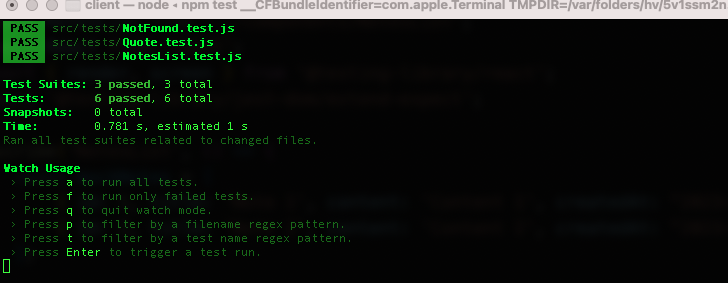 client — node ◂ npm test __CFBundleIdentifier=com.apple.Terminal TMPDIR=/var/folders/hv/5v1ssm2n
PASS src/tests/NotFound.test.js
PASS src/tests/Quote.test.js
PASS src/tests/NotesList.test.js
Test Suites: 3 passed, 3 total
Tests: 6 passed, 6 total
Snapshots: 0 total
Time: 0.781 s, estimated 1 s
Ran all test suites related to changed files.
Watch Usage
› Press a to run all tests.
› Press f to run only failed tests.
› Press q to quit watch mode.
› Press p to filter by a filename regex pattern.
› Press t to filter by a test name regex pattern.
› Press Enter to trigger a test run.